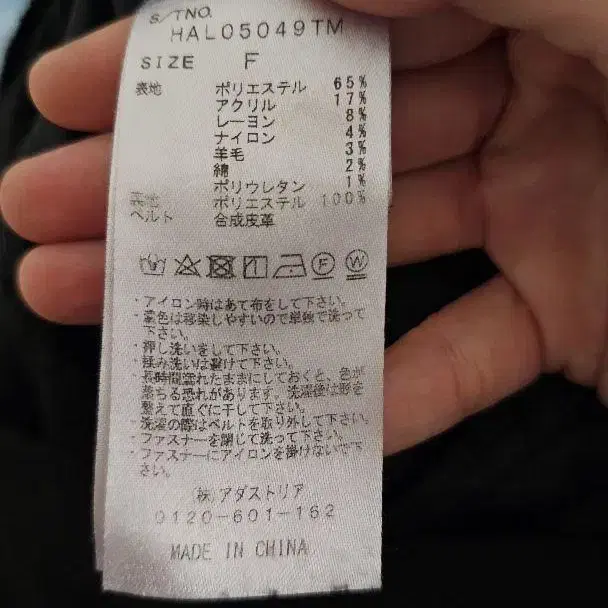 S/TNO.
HAL05049TM
SIZE F
表地 ポリエステル 65%
アクリル 17%
レーヨン 8%
ナイロン 4%
羊毛 3%
綿 2%
ポリウレタン 1%
裏地 ポリエステル 100%
ベルト 合成皮革
F W
・アイロン時はあて布をして下さい。
・濃色は移染しやすいので単独で洗って
下さい。
・押し洗いをして下さい。
・揉み洗いは避けて下さい。
・長時間濡れたままにしておくと、色が
落ちる恐れがあります。洗濯後は形を
整えて直ぐに干して下さい。
・洗濯の際はベルトを取り外して下さい。
・ファスナーを閉じて洗って下さい。
・ファスナーにアイロンを掛けないで下
さい。
(株)アダストリア
0120-601-162
MADE IN CHINA